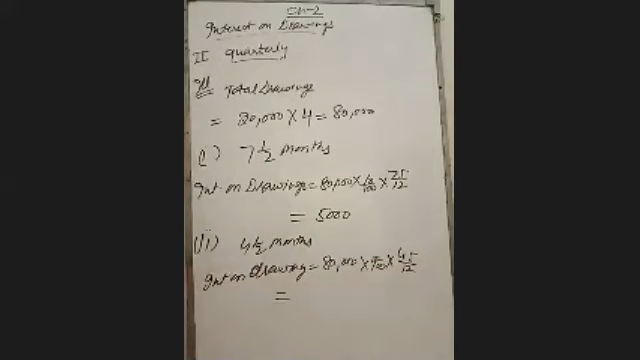 CH-2
Interest on Drawings
II Quarterly
Total Drawings
= 20,000 × 4 = 80,000
(i) 7 1/2 months
Int. on Drawings = 80,000 × 10/100 × 7.5/12
= 5000
(ii) 4 1/2 months
Int on Drawing = 80,000 × /100 × 4.5/12
=